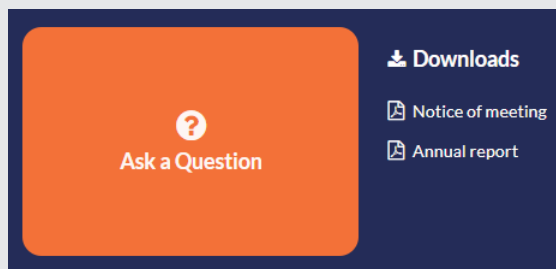 Ask a Question
Downloads
Notice of meeting
Annual report